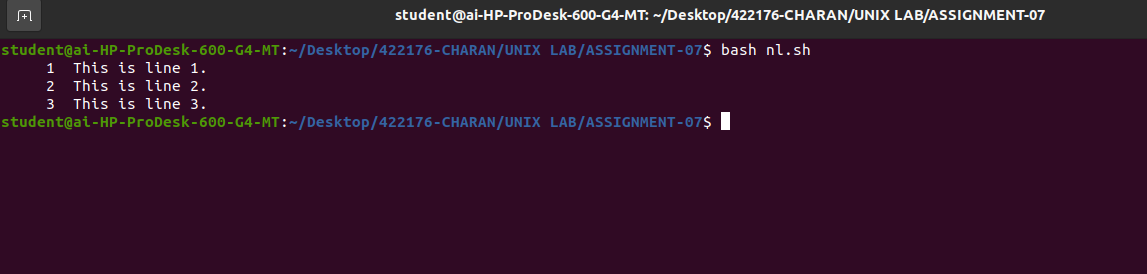 student@ai-HP-ProDesk-600-G4-MT: ~/Desktop/422176-CHARAN/UNIX LAB/ASSIGNMENT-07
student@ai-HP-ProDesk-600-G4-MT:~/Desktop/422176-CHARAN/UNIX LAB/ASSIGNMENT-07$ bash nl.sh
     1  This is line 1.
     2  This is line 2.
     3  This is line 3.
student@ai-HP-ProDesk-600-G4-MT:~/Desktop/422176-CHARAN/UNIX LAB/ASSIGNMENT-07$